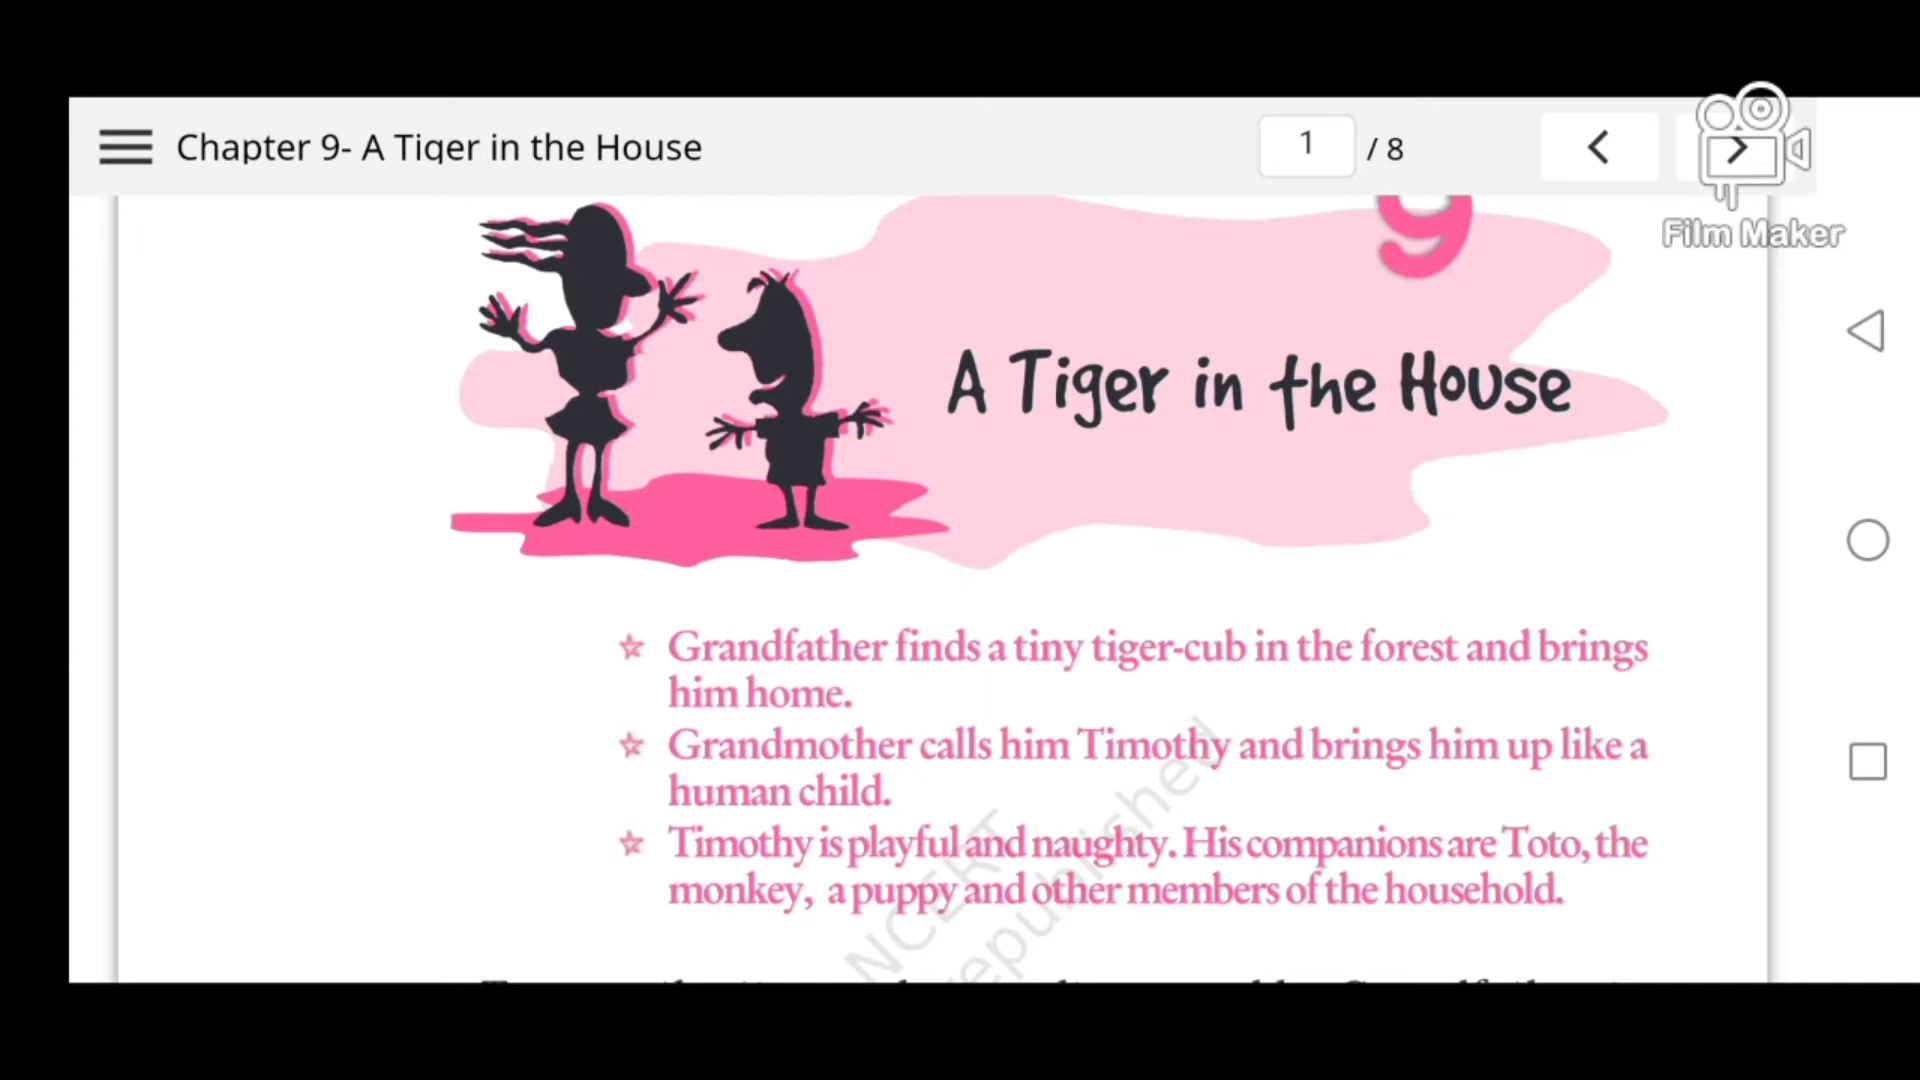 Chapter 9- A Tiger in the House
1 / 8
Film Maker
9
A Tiger in the House
☆ Grandfather finds a tiny tiger-cub in the forest and brings
him home.
☆ Grandmother calls him Timothy and brings him up like a
human child.
☆ Timothy is playful and naughty. His companions are Toto, the
monkey, a puppy and other members of the household.
NCERT
republished